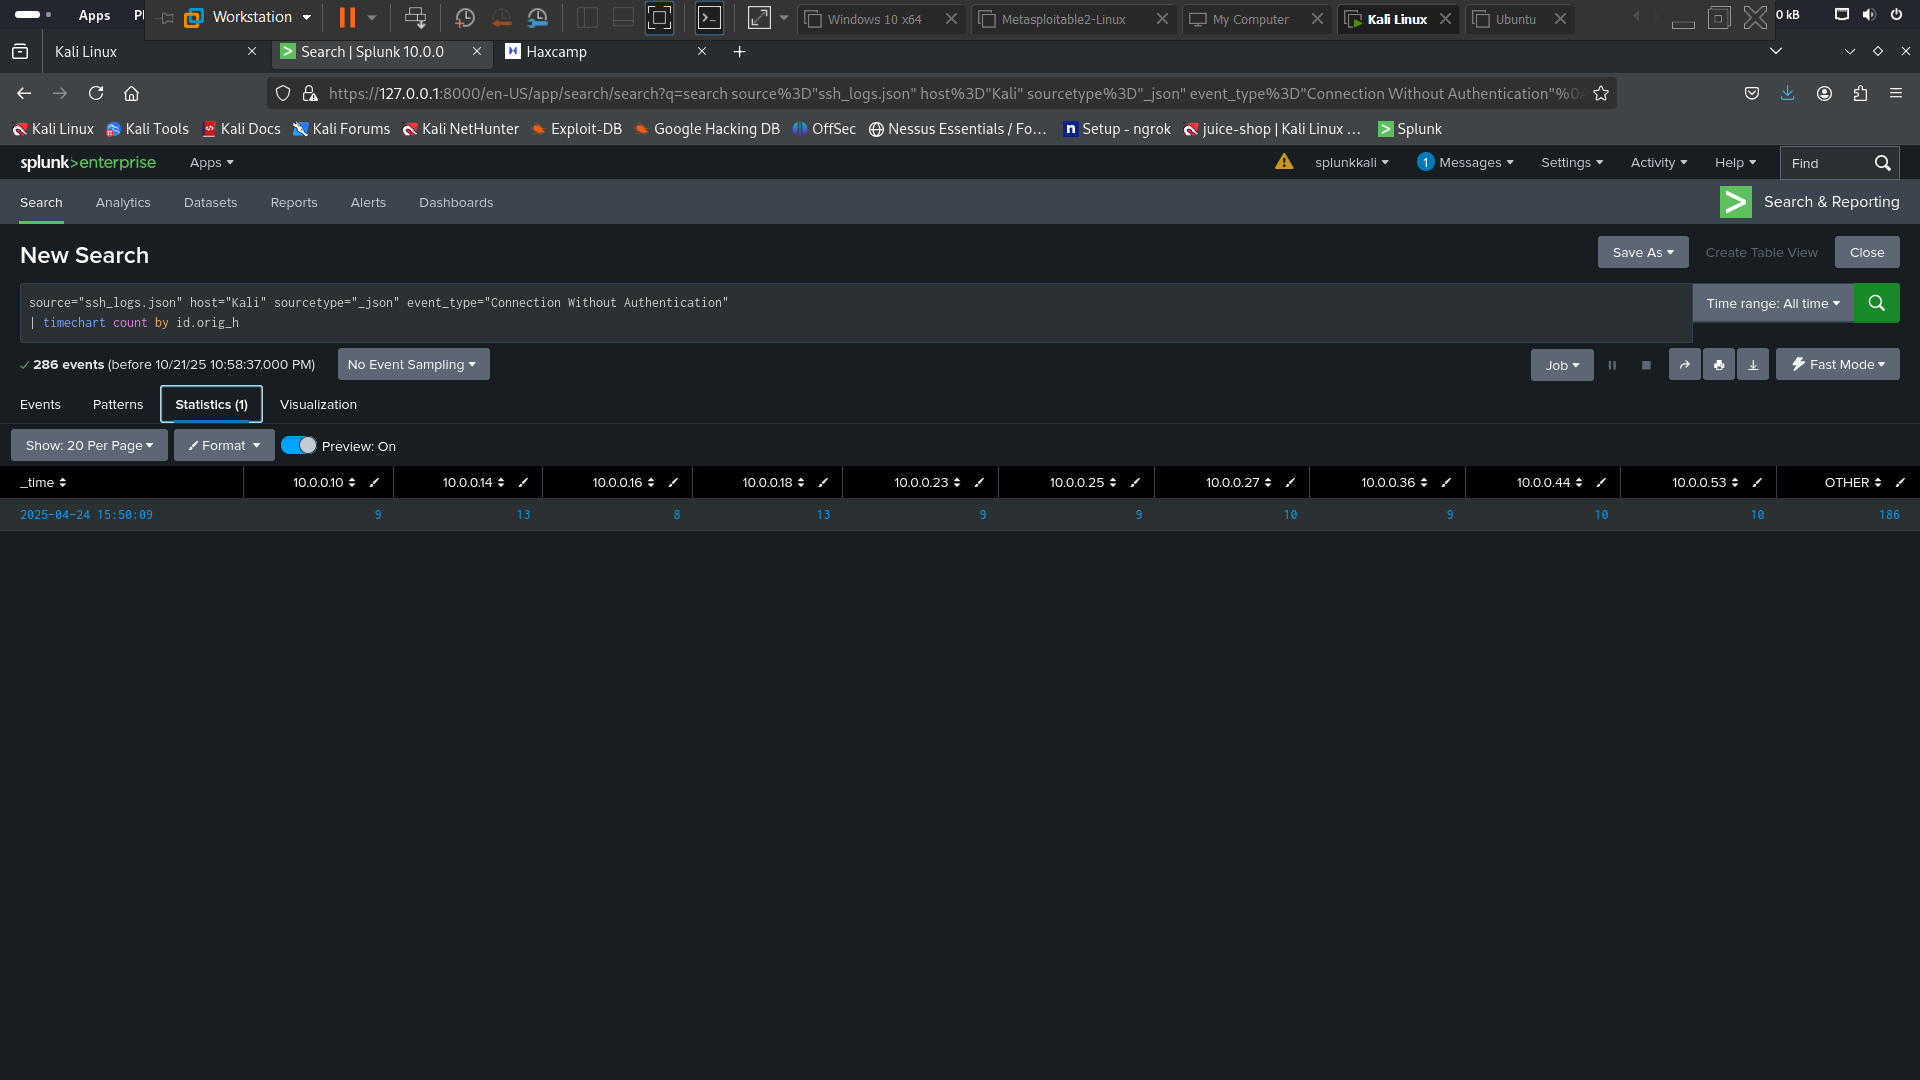 Apps
Workstation
Windows 10 x64
Metasploitable2-Linux
My Computer
Kali Linux
Ubuntu
0 kB
Kali Linux
Search | Splunk 10.0.0
Haxcamp
https://127.0.0.1:8000/en-US/app/search/search?q=search source%3D"ssh_logs.json" host%3D"Kali" sourcetype%3D"_json" event_type%3D"Connection Without Authentication"%0
Kali Linux
Kali Tools
Kali Docs
Kali Forums
Kali NetHunter
Exploit-DB
Google Hacking DB
OffSec
Nessus Essentials / Fo…
Setup - ngrok
juice-shop | Kali Linux …
Splunk
splunk>enterprise
Apps
splunkkali
1 Messages
Settings
Activity
Help
Find
Search
Analytics
Datasets
Reports
Alerts
Dashboards
Search & Reporting
New Search
Save As
Create Table View
Close
source="ssh_logs.json" host="Kali" sourcetype="_json" event_type="Connection Without Authentication"
| timechart count by id.orig_h
Time range: All time
286 events (before 10/21/25 10:58:37.000 PM)
No Event Sampling
Job
Fast Mode
Events
Patterns
Statistics (1)
Visualization
Show: 20 Per Page
Format
Preview: On
_time 10.0.0.10 10.0.0.14 10.0.0.16 10.0.0.18 10.0.0.23 10.0.0.25 10.0.0.27 10.0.0.36 10.0.0.44 10.0.0.53 OTHER
2025-04-24 15:50:09 9 13 8 13 9 9 10 9 10 10 186